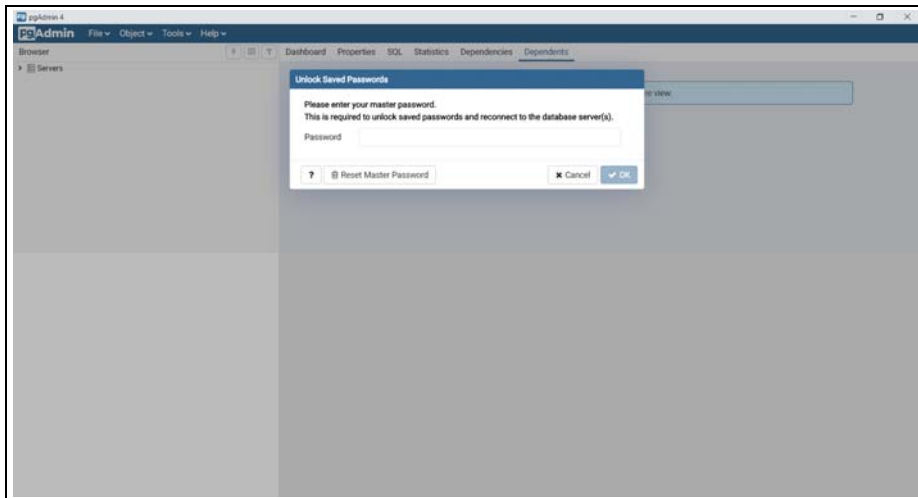 pgAdmin 4
pgAdmin File Object Tools Help
Browser Dashboard Properties SQL Statistics Dependencies Dependents
Servers
Unlock Saved Passwords
view.
Please enter your master password.
This is required to unlock saved passwords and reconnect to the database server(s).
Password
? Reset Master Password Cancel OK